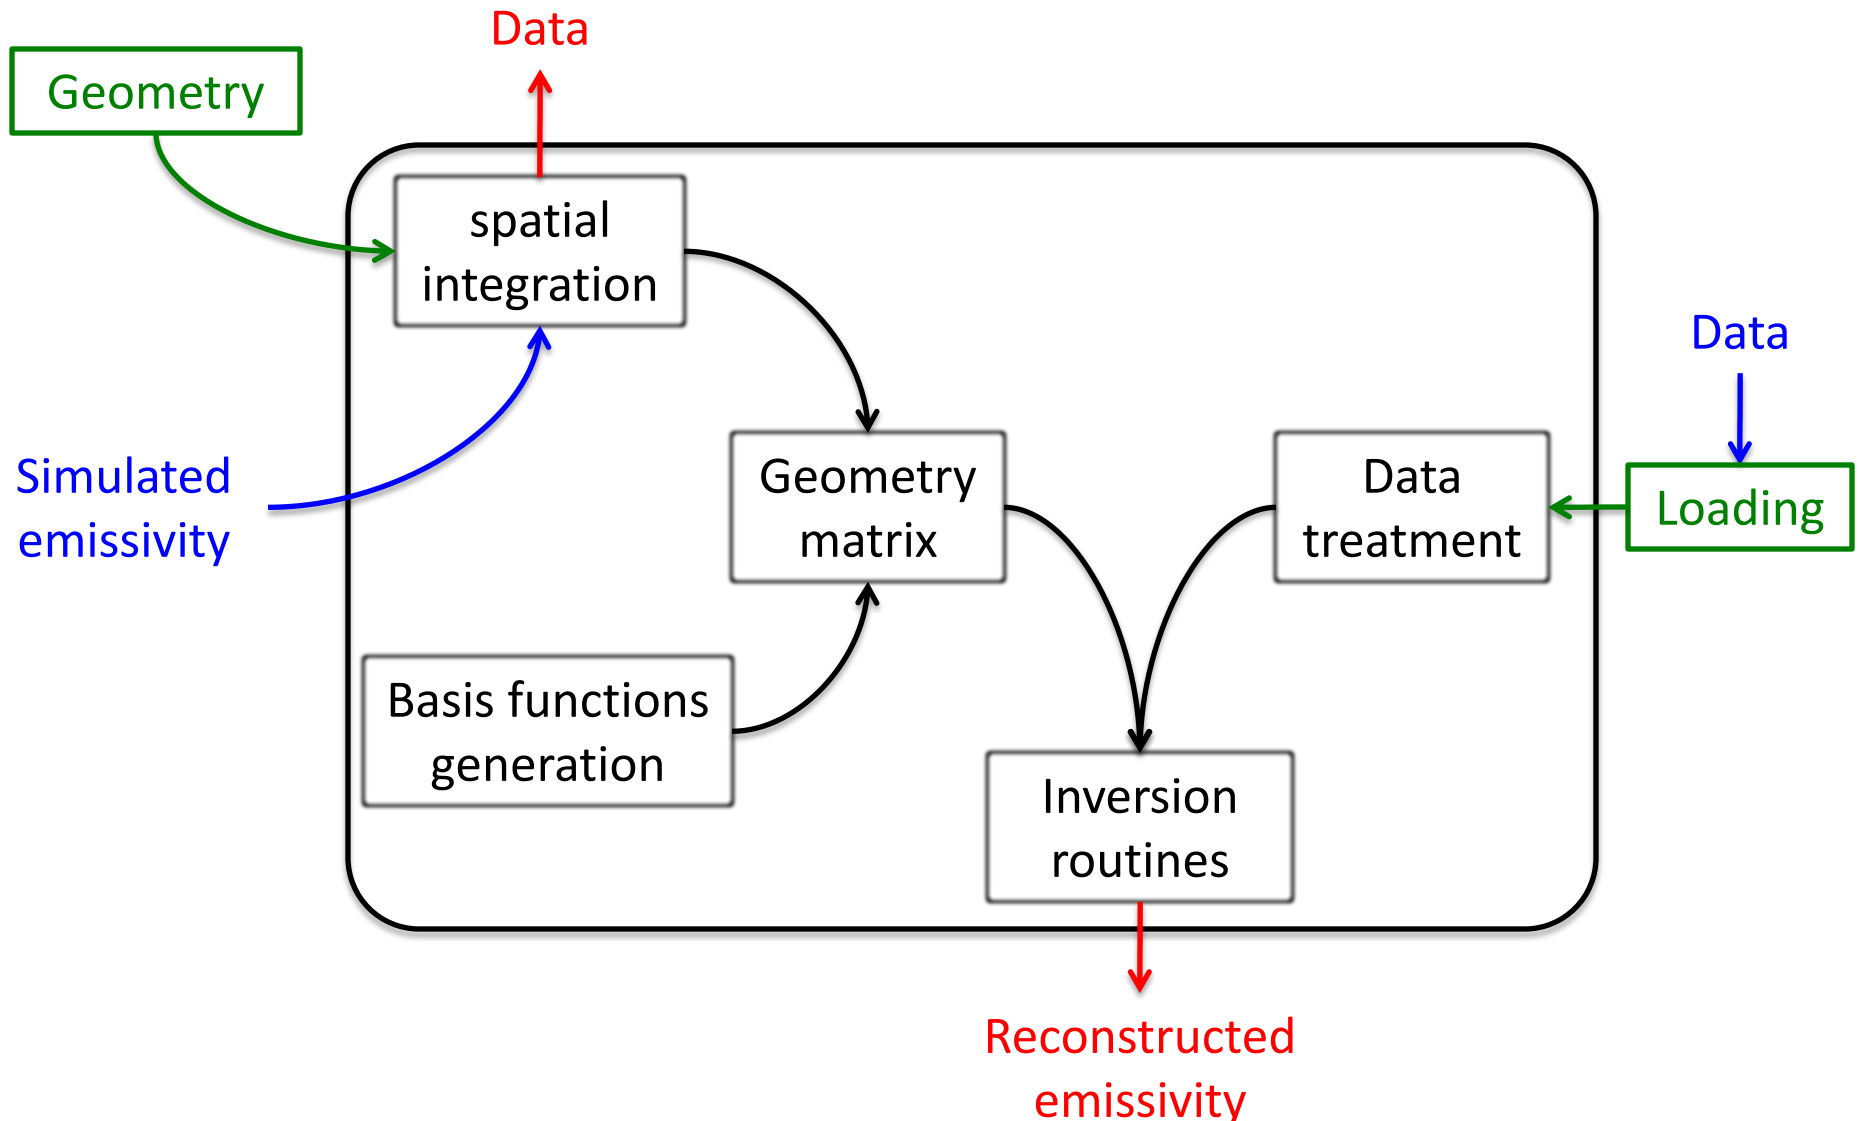 Data
Geometry
spatial
integration
Data
Simulated
emissivity
Geometry
matrix
Data
treatment
Loading
Basis functions
generation
Inversion
routines
Reconstructed
emissivity